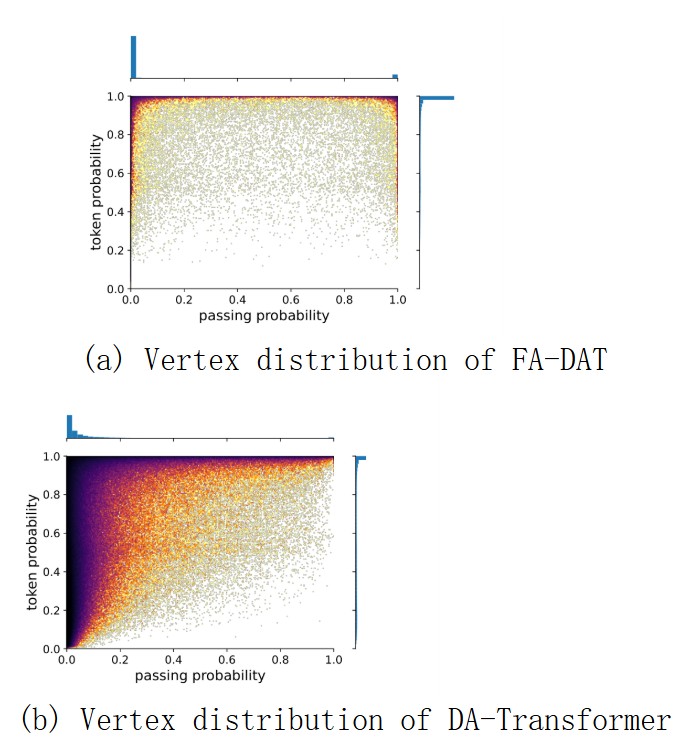 1.0
0.8
0.6
0.4
0.2
0.0
token probability
0.0 0.2 0.4 0.6 0.8 1.0
passing probability
(a) Vertex distribution of FA-DAT
1.0
0.8
0.6
0.4
0.2
0.0
token probability
0.0 0.2 0.4 0.6 0.8 1.0
passing probability
(b) Vertex distribution of DA-Transformer